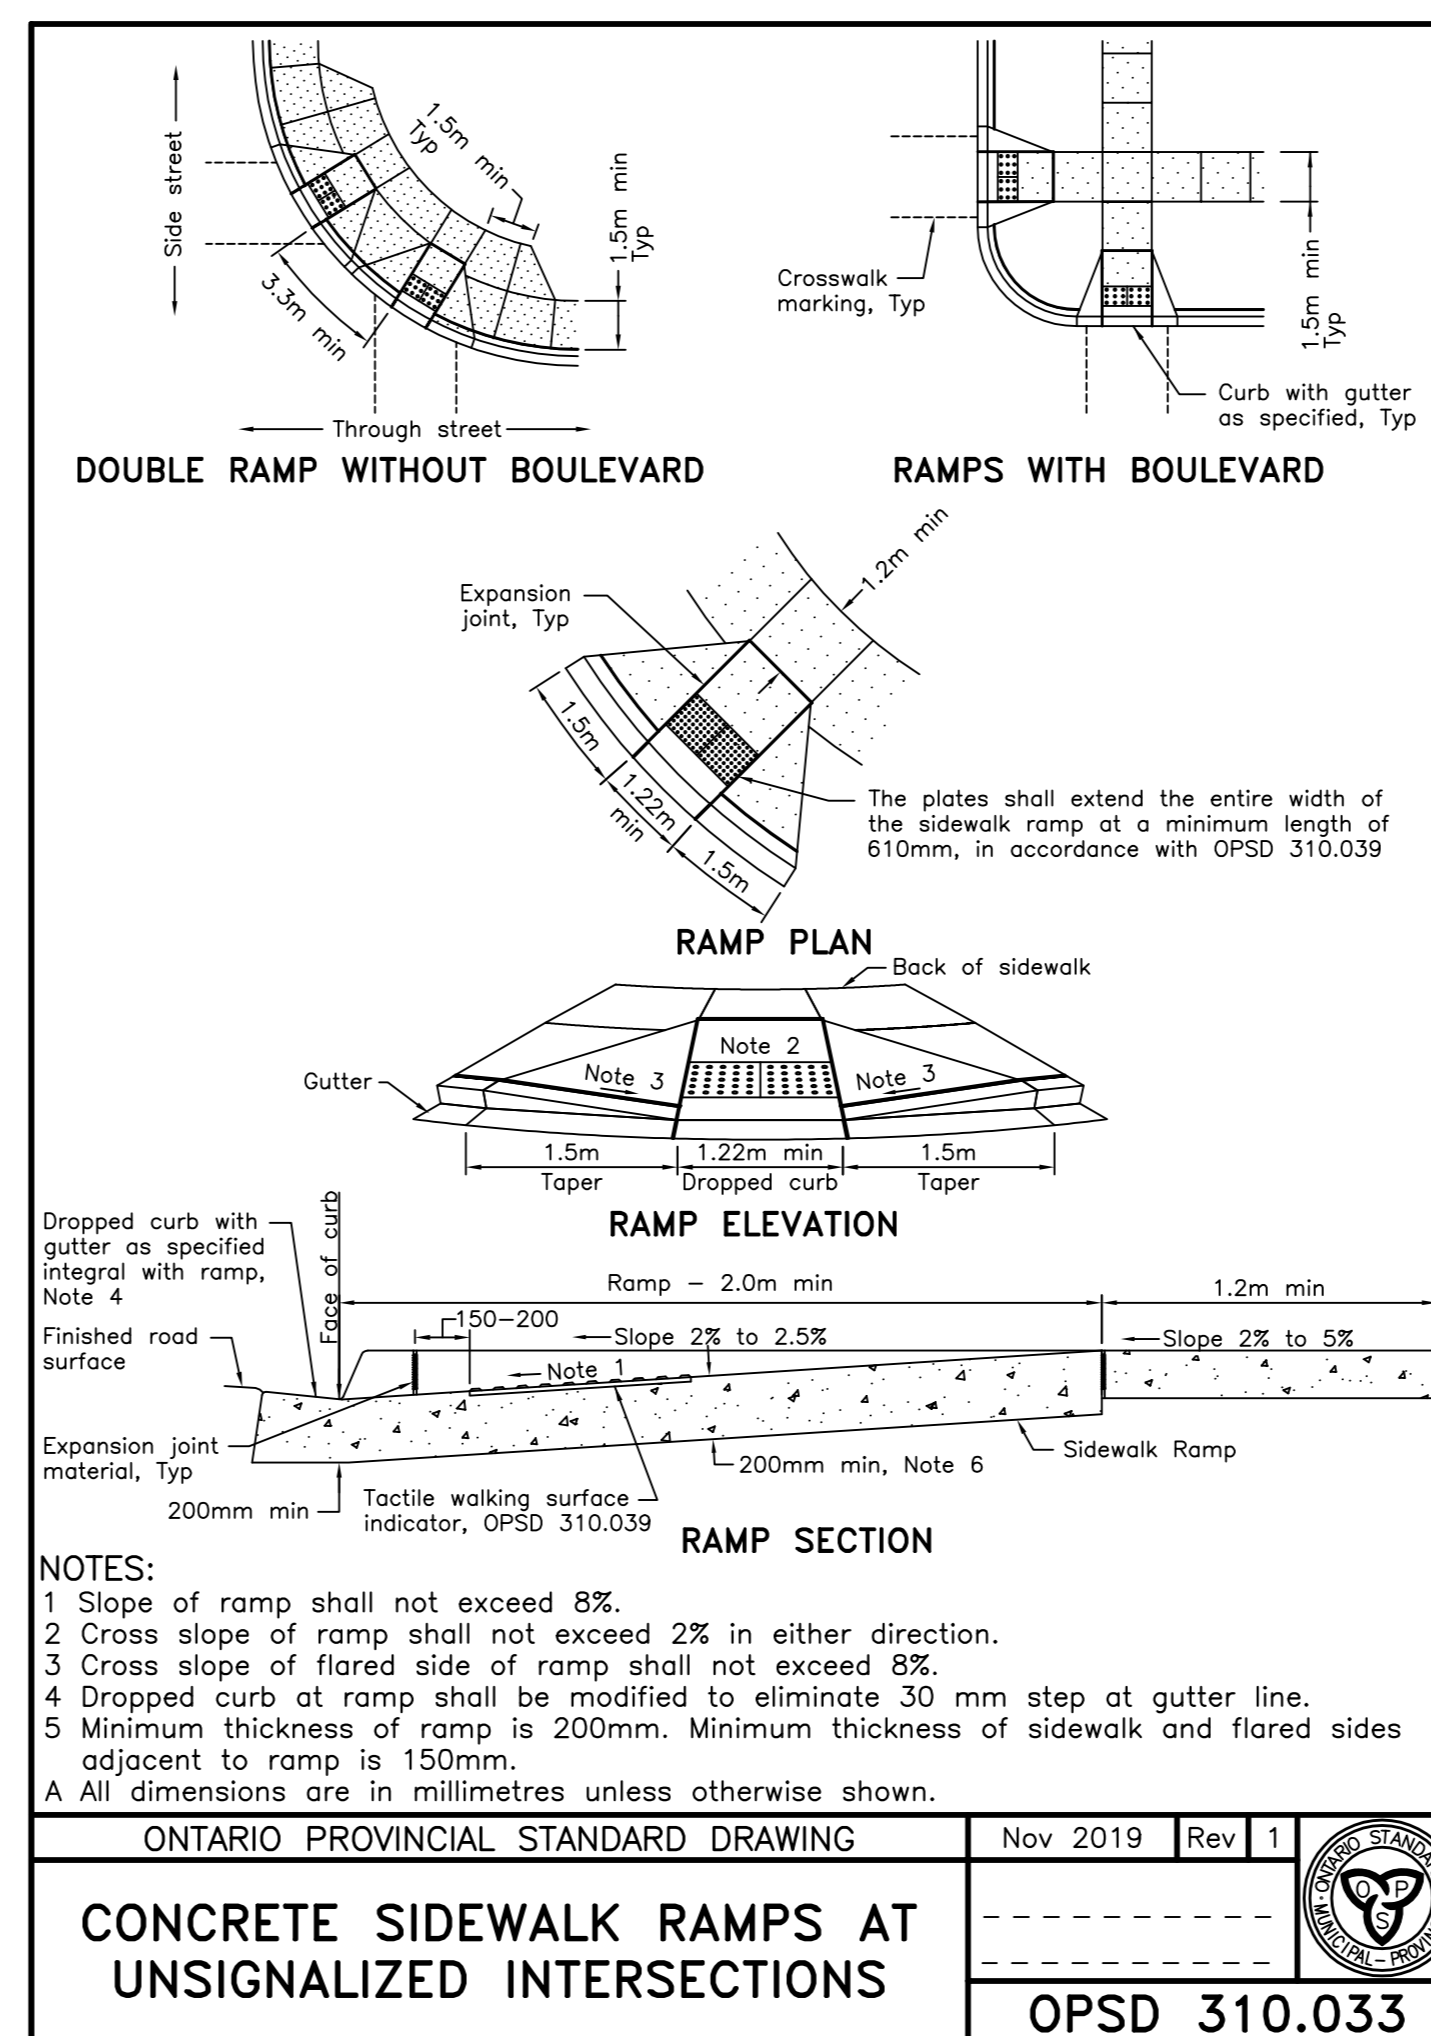 Side street
1.5m min
Typ
1.5m min
Typ
3.3m min
Through street
DOUBLE RAMP WITHOUT BOULEVARD
Crosswalk
marking, Typ
1.5m min
Typ
Curb with gutter
as specified, Typ
RAMPS WITH BOULEVARD
Expansion
joint, Typ
1.2m min
1.5m
1.22m
min
1.5m
The plates shall extend the entire width of
the sidewalk ramp at a minimum length of
610mm, in accordance with OPSD 310.039
RAMP PLAN
Back of sidewalk
Note 2
Gutter
Note 3
Note 3
1.5m
Taper
1.22m min
Dropped curb
1.5m
Taper
RAMP ELEVATION
Dropped curb with
gutter as specified
integral with ramp,
Note 4
Face of curb
Ramp – 2.0m min
1.2m min
150-200
Finished road
surface
Slope 2% to 2.5%
Slope 2% to 5%
Note 1
Expansion joint
material, Typ
Sidewalk Ramp
200mm min, Note 6
200mm min
Tactile walking surface
indicator, OPSD 310.039
RAMP SECTION
NOTES:
1 Slope of ramp shall not exceed 8%.
2 Cross slope of ramp shall not exceed 2% in either direction.
3 Cross slope of flared side of ramp shall not exceed 8%.
4 Dropped curb at ramp shall be modified to eliminate 30 mm step at gutter line.
5 Minimum thickness of ramp is 200mm. Minimum thickness of sidewalk and flared sides
adjacent to ramp is 150mm.
A All dimensions are in millimetres unless otherwise shown.
ONTARIO PROVINCIAL STANDARD DRAWING
Nov 2019
Rev
1
CONCRETE SIDEWALK RAMPS AT
UNSIGNALIZED INTERSECTIONS
ONTARIO
MUNICIPAL –
O P
S
OPSD 310.033